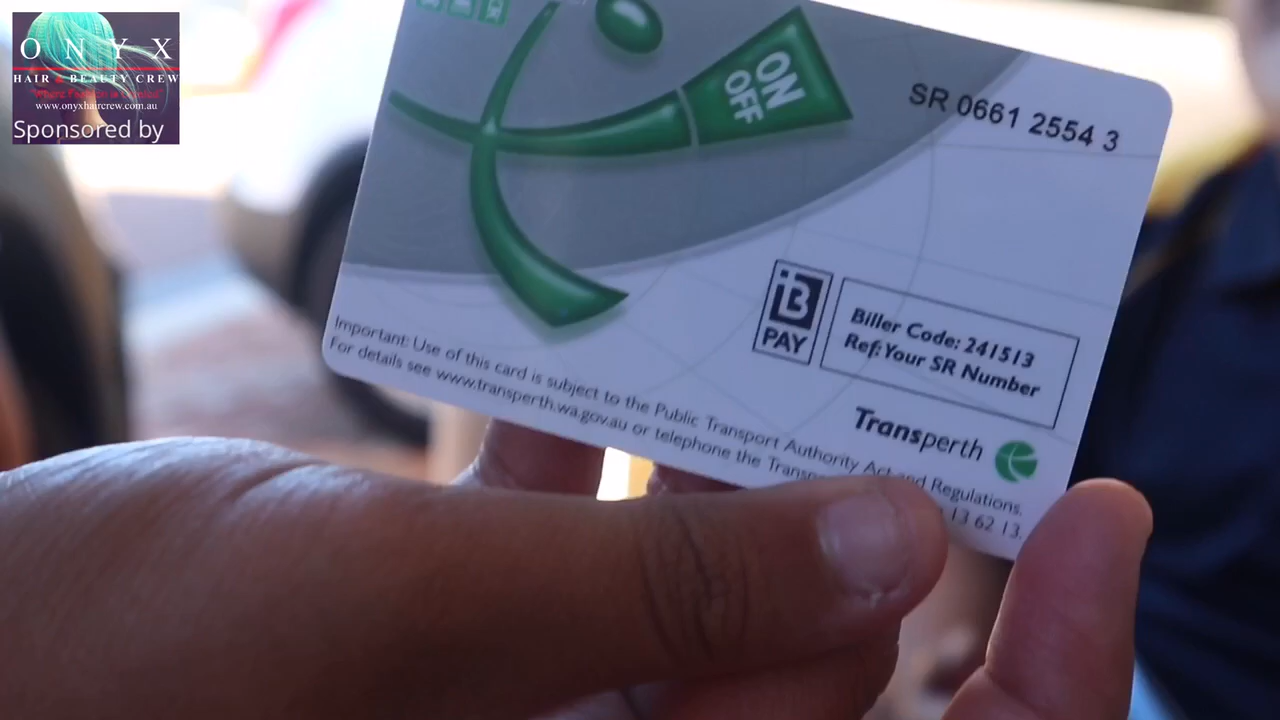 ONYX
HAIR & BEAUTY CREW
www.onyxhaircrew.com.au
Sponsored by
ON
OFF
SR 0661 2554 3
B
PAY
Biller Code: 241513
Ref: Your SR Number
Transperth
Important: Use of this card is subject to the Public Transport Authority Act and Regulations.
For details see www.transperth.wa.gov.au or telephone the Transp 13 62 13.